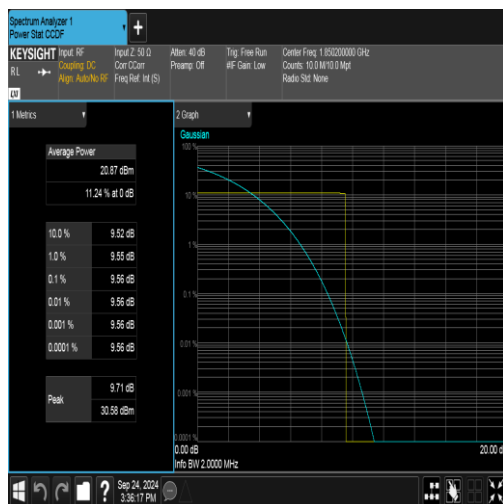 Spectrum Analyzer 1
Power Stat CCDF
+
KEYSIGHT
RL
LXI
Input: RF
Coupling: DC
Align: Auto/No RF
Input Z: 50 Ω
Corr CCorr
Freq Ref: Int (S)
Atten: 40 dB
Preamp: Off
Trig: Free Run
#IF Gain: Low
Center Freq: 1.850200000 GHz
Counts: 10.0 M/10.0 Mpt
Radio Std: None
1 Metrics
Average Power
20.87 dBm
11.24 % at 0 dB
10.0 % 9.52 dB
1.0 % 9.55 dB
0.1 % 9.56 dB
0.01 % 9.56 dB
0.001 % 9.56 dB
0.0001 % 9.56 dB
Peak
9.71 dB
30.58 dBm
2 Graph
Gaussian
100 %
10 %
1 %
0.1 %
0.01 %
0.001 %
0.0001 %
0.00 dB
20.00 dB
Info BW 2.0000 MHz
?
Sep 24, 2024
3:36:17 PM